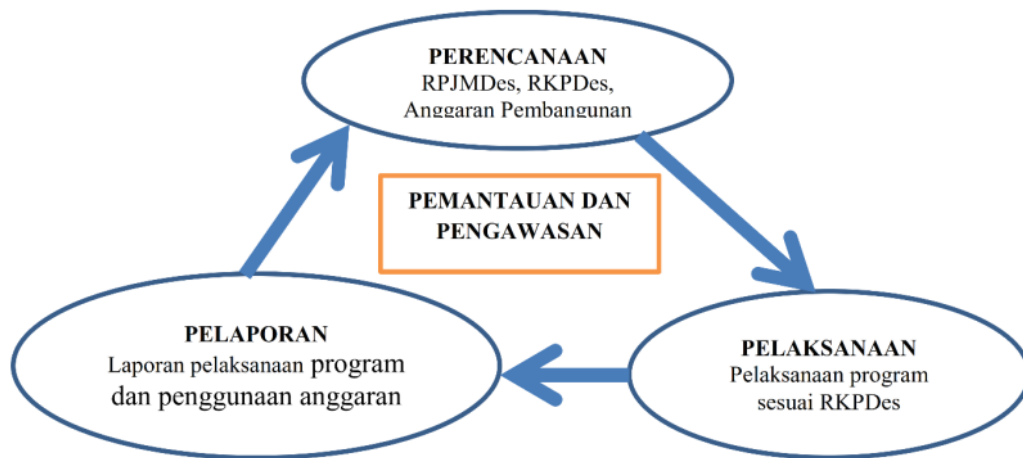 PERENCANAAN
RPJMDes, RKPDes,
Anggaran Pembangunan
PEMANTAUAN DAN
PENGAWASAN
PELAPORAN
Laporan pelaksanaan program
dan penggunaan anggaran
PELAKSANAAN
Pelaksanaan program
sesuai RKPDes